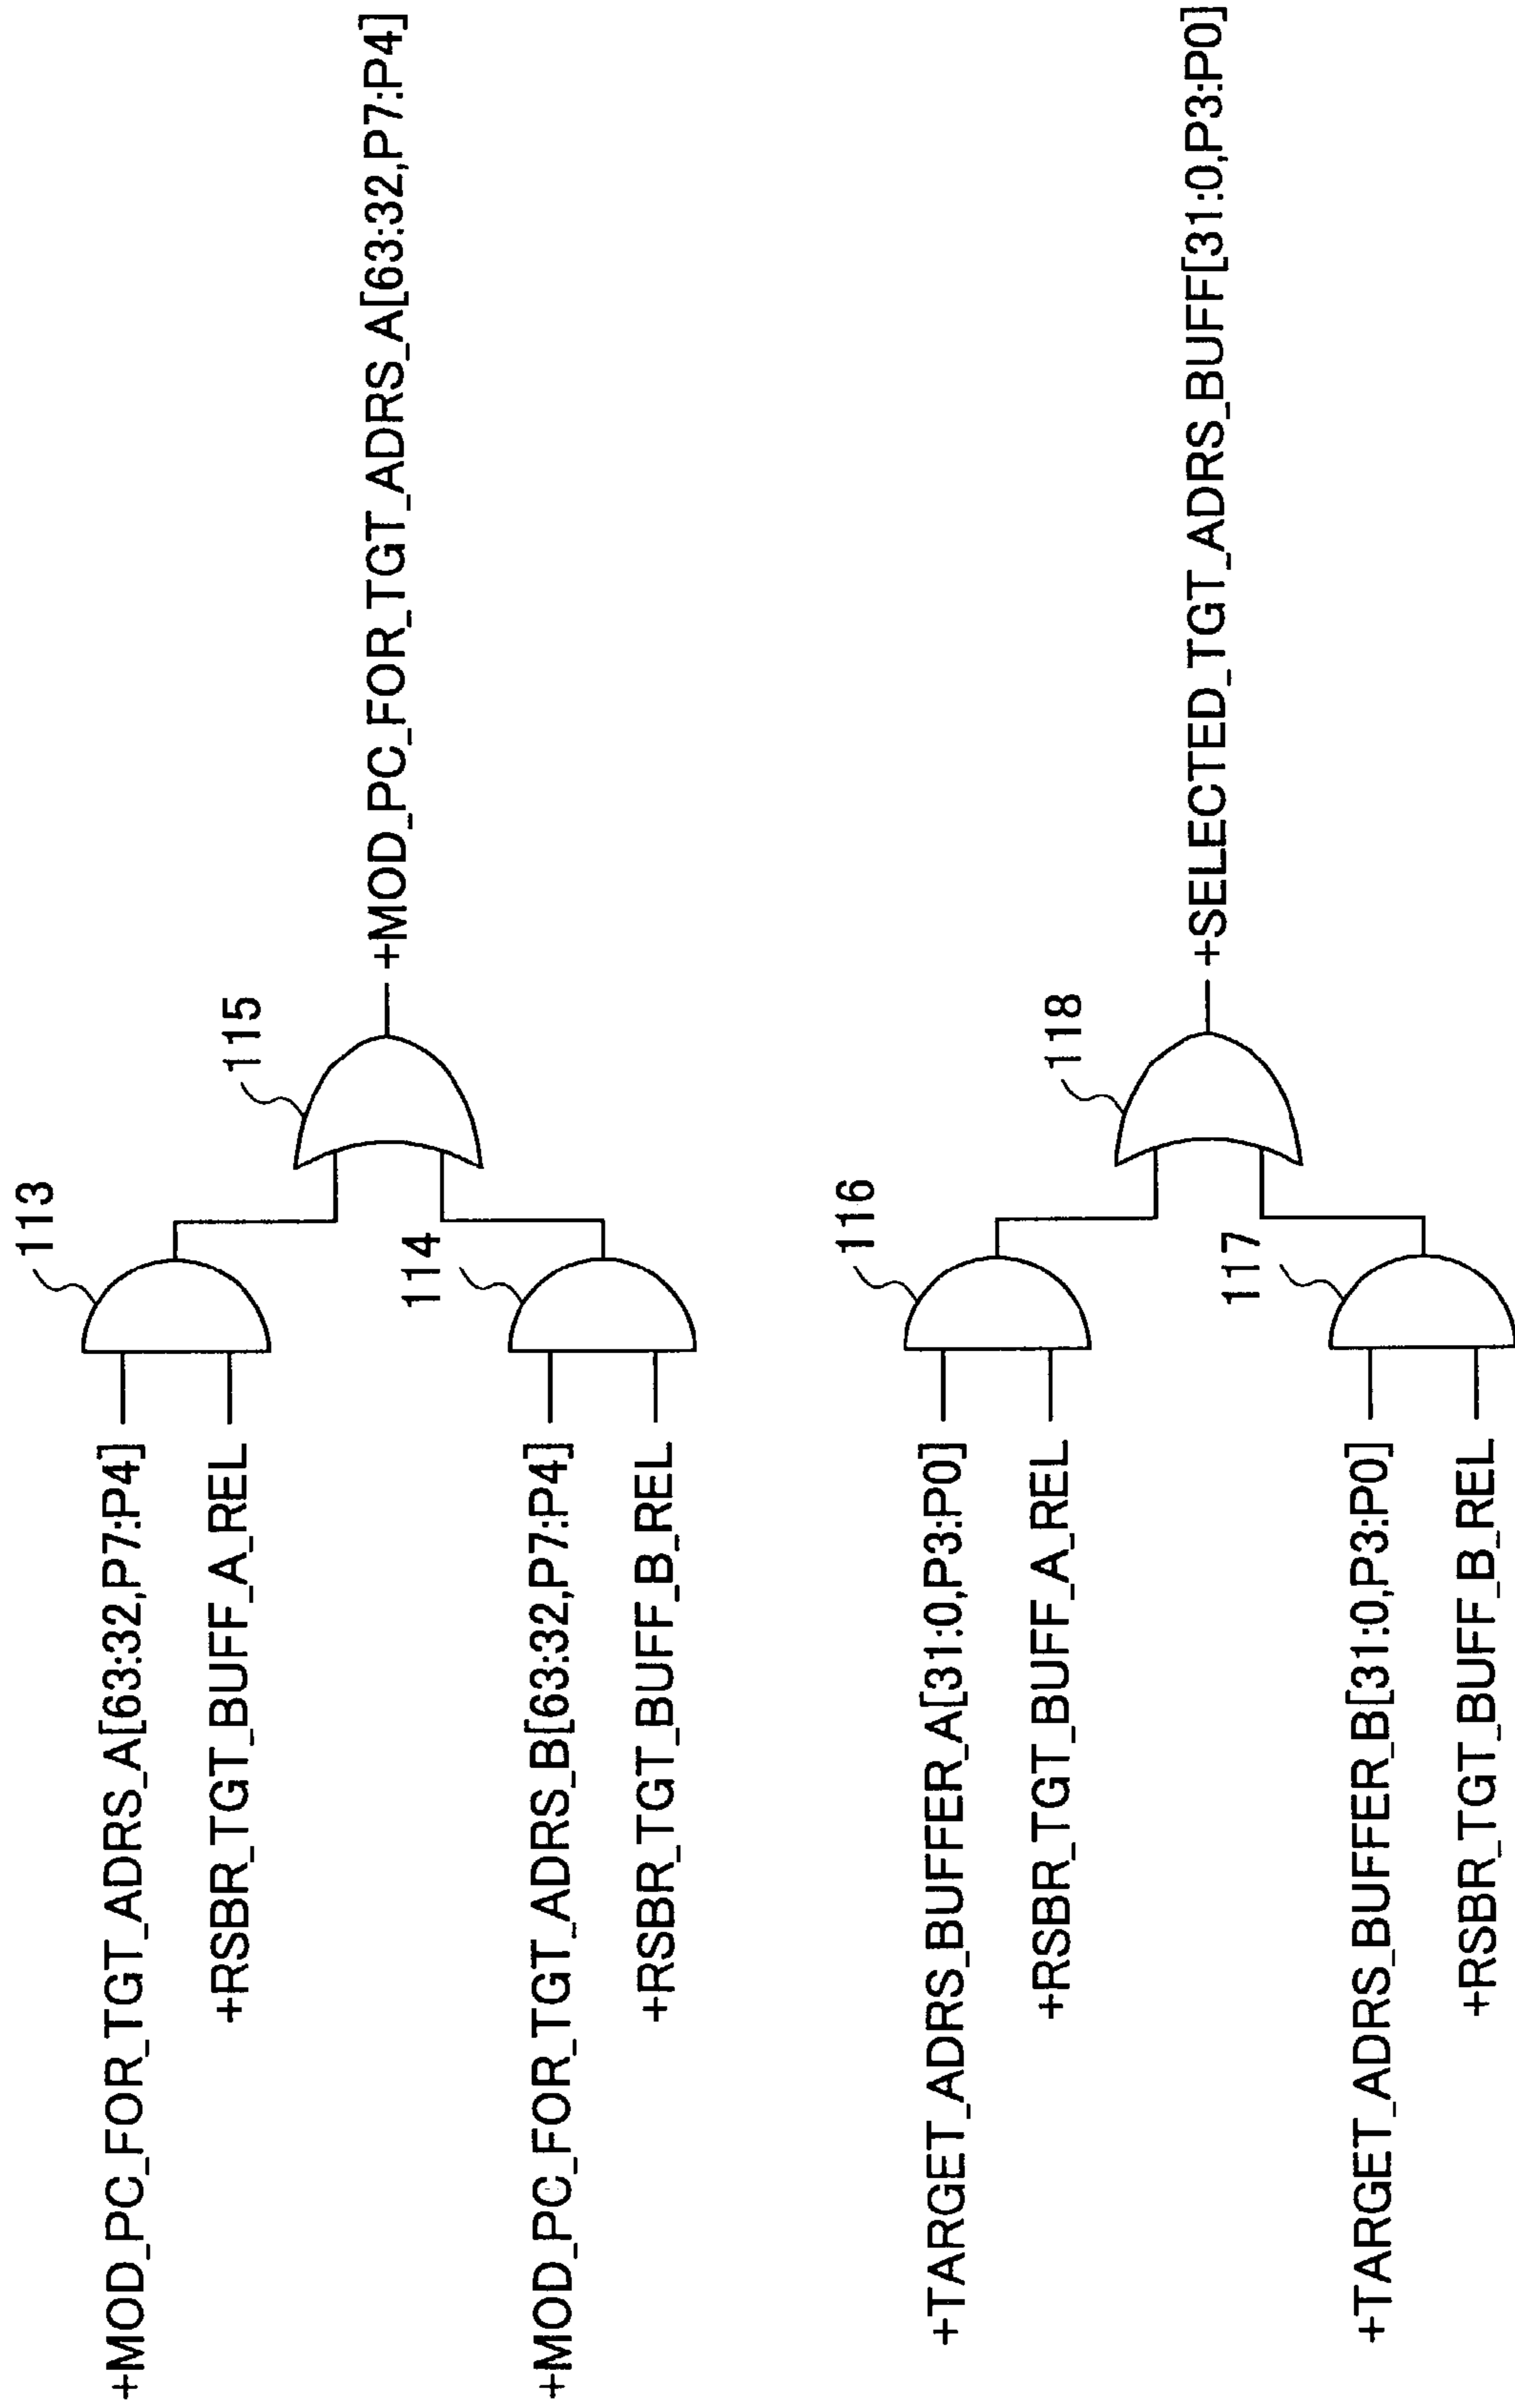 +MOD_PC_FOR_TGT_ADRS_A[63:32,P7:P4]
+RSBR_TGT_BUFF_A_REL
113
+MOD_PC_FOR_TGT_ADRS_B[63:32,P7:P4]
+RSBR_TGT_BUFF_B_REL
114
115
+MOD_PC_FOR_TGT_ADRS_A[63:32,P7:P4]
+TARGET_ADRS_BUFFER_A[31:0,P3:P0]
+RSBR_TGT_BUFF_A_REL
116
+TARGET_ADRS_BUFFER_B[31:0,P3:P0]
+RSBR_TGT_BUFF_B_REL
117
118
+SELECTED_TGT_ADRS_BUFF[31:0,P3:P0]